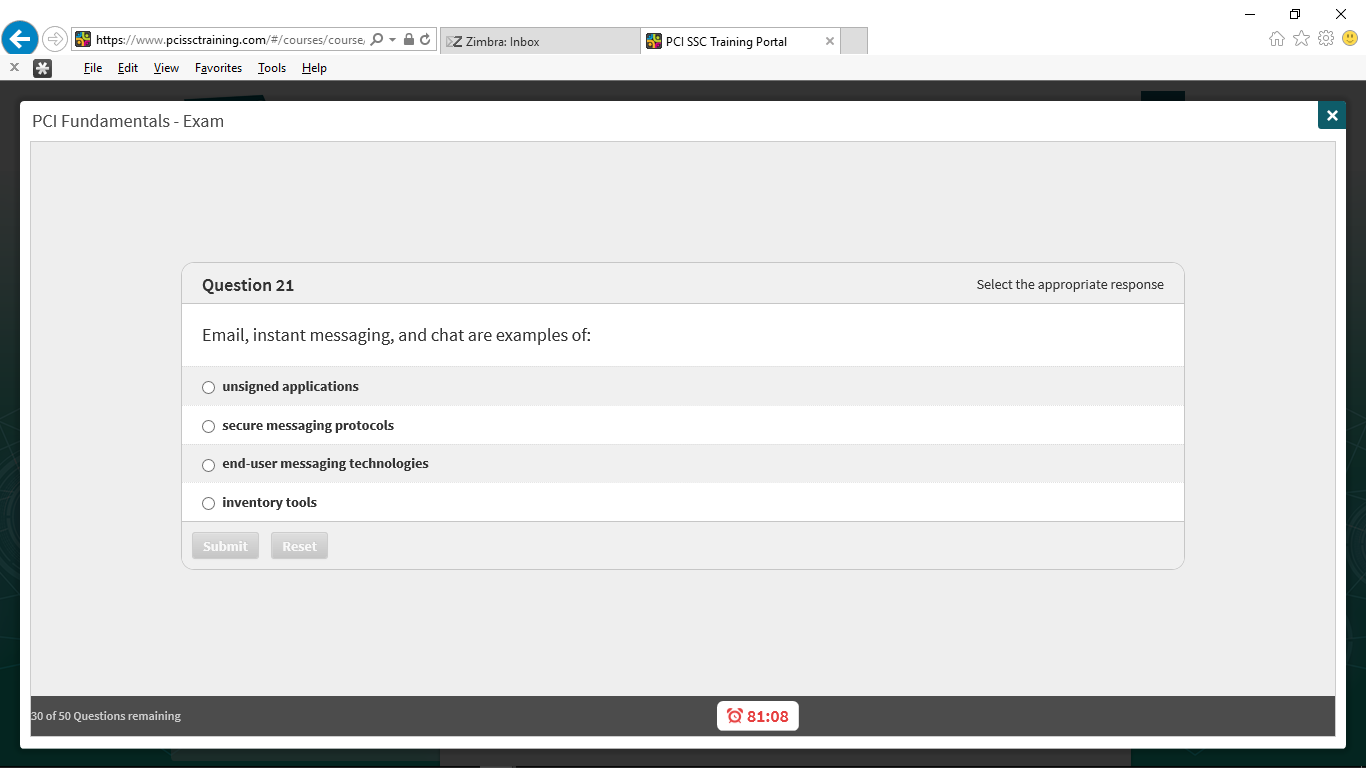 https://www.pcissctraining.com/#/courses/course,
Zimbra: Inbox
PCI SSC Training Portal
File Edit View Favorites Tools Help
PCI Fundamentals - Exam
Question 21
Select the appropriate response
Email, instant messaging, and chat are examples of:
unsigned applications
secure messaging protocols
end-user messaging technologies
inventory tools
Submit Reset
30 of 50 Questions remaining
81:08